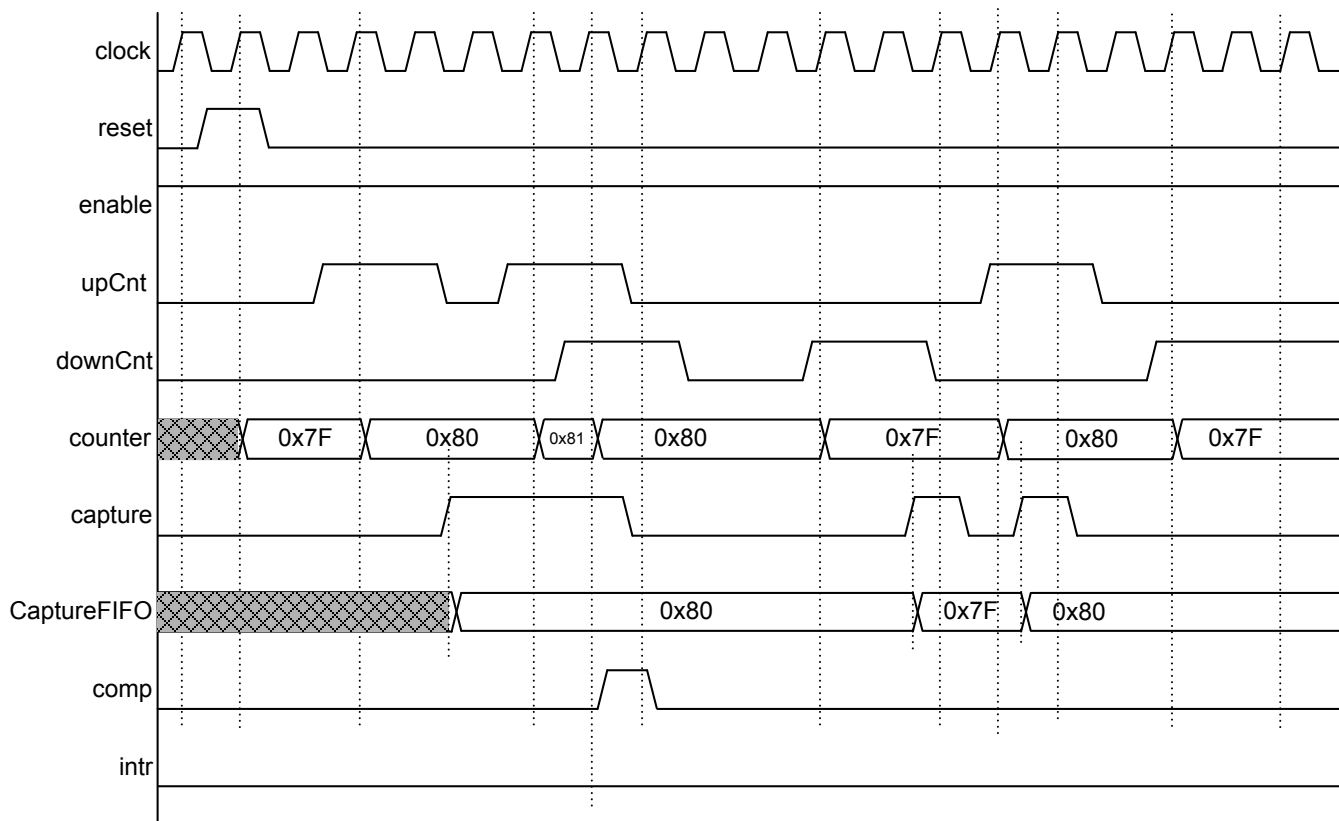 clock
reset
enable
upCnt
downCnt
counter 0x7F 0x80 0x81 0x80 0x7F 0x80 0x7F
capture
CaptureFIFO 0x80 0x7F 0x80
comp
intr